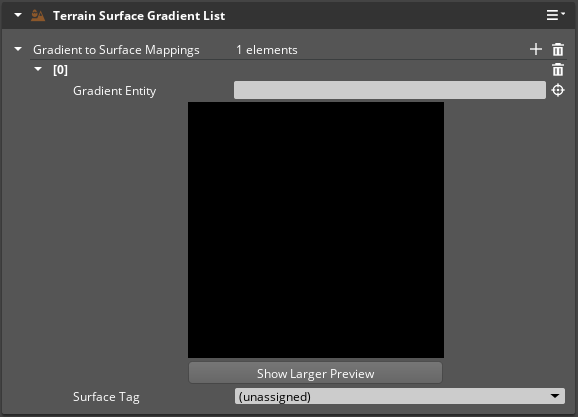 Terrain Surface Gradient List
Gradient to Surface Mappings 1 elements
[0]
Gradient Entity
Show Larger Preview
Surface Tag (unassigned)